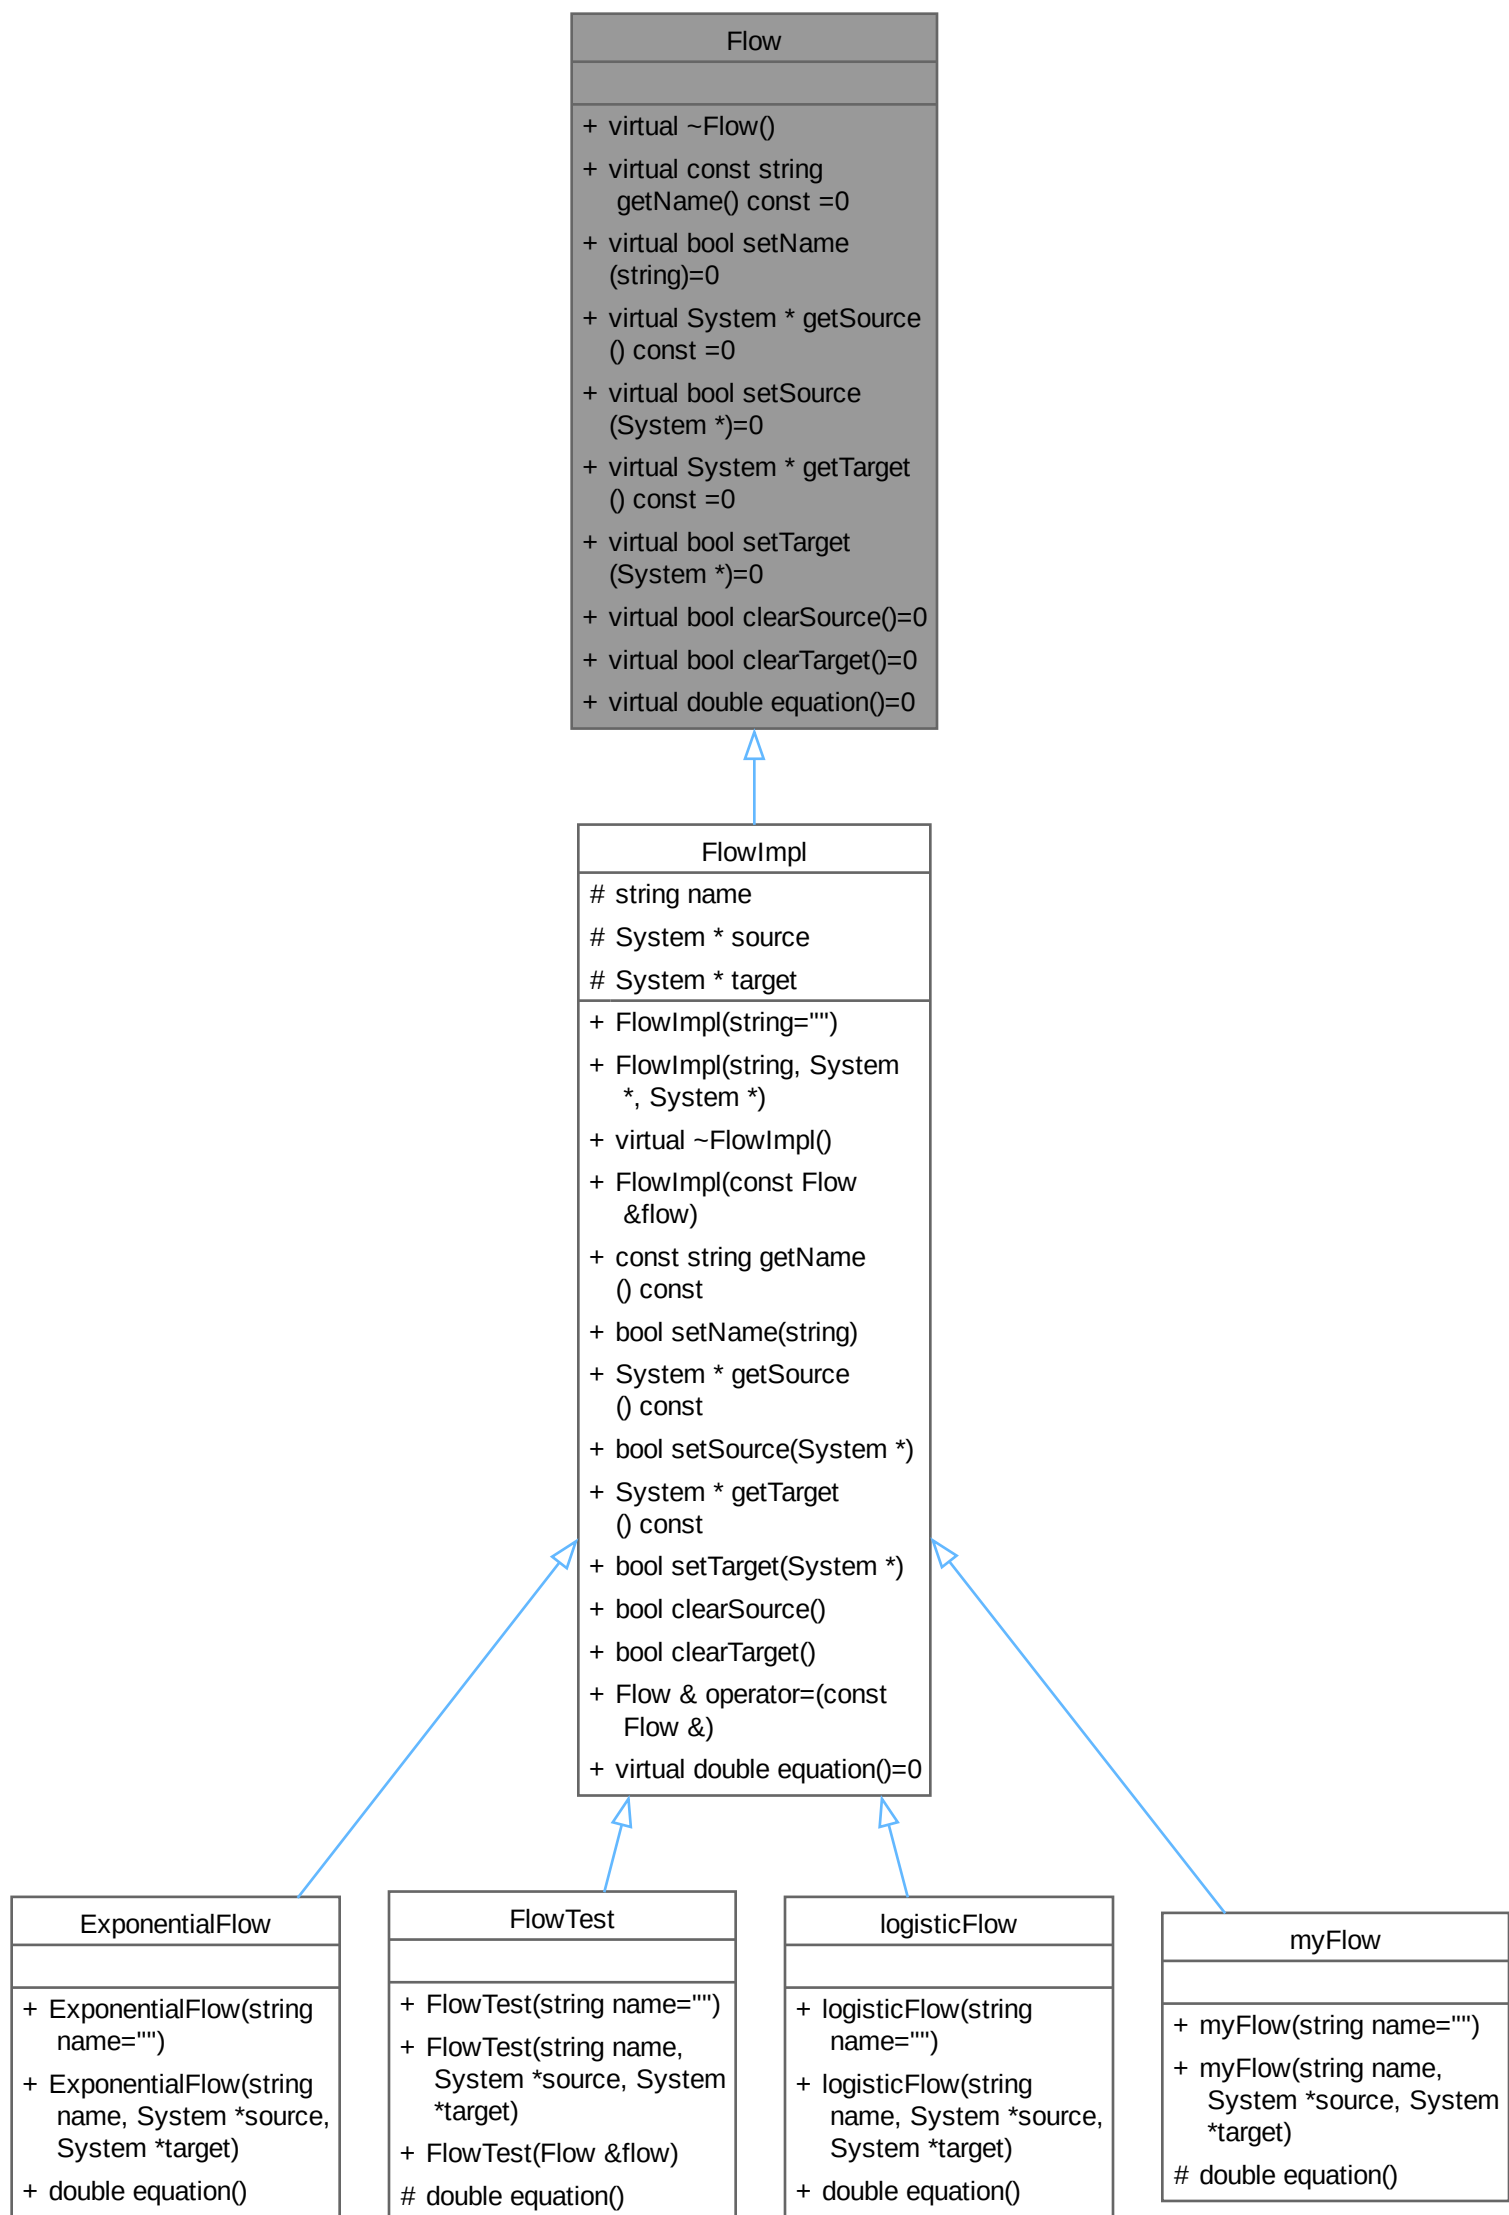 Flow
+ virtual ~Flow()
+ virtual const string
getName() const =0
+ virtual bool setName
(string)=0
+ virtual System * getSource
() const =0
+ virtual bool setSource
(System *)=0
+ virtual System * getTarget
() const =0
+ virtual bool setTarget
(System *)=0
+ virtual bool clearSource()=0
+ virtual bool clearTarget()=0
+ virtual double equation()=0
FlowImpl
# string name
# System * source
# System * target
+ FlowImpl(string="")
+ FlowImpl(string, System
*, System *)
+ virtual ~FlowImpl()
+ FlowImpl(const Flow
&flow)
+ const string getName
() const
+ bool setName(string)
+ System * getSource
() const
+ bool setSource(System *)
+ System * getTarget
() const
+ bool setTarget(System *)
+ bool clearSource()
+ bool clearTarget()
+ Flow & operator=(const
Flow &)
+ virtual double equation()=0
ExponentialFlow
+ ExponentialFlow(string
name="")
+ ExponentialFlow(string
name, System *source,
System *target)
+ double equation()
FlowTest
+ FlowTest(string name="")
+ FlowTest(string name,
System *source, System
*target)
+ FlowTest(Flow &flow)
# double equation()
logisticFlow
+ logisticFlow(string
name="")
+ logisticFlow(string
name, System *source,
System *target)
+ double equation()
myFlow
+ myFlow(string name="")
+ myFlow(string name,
System *source, System
*target)
# double equation()